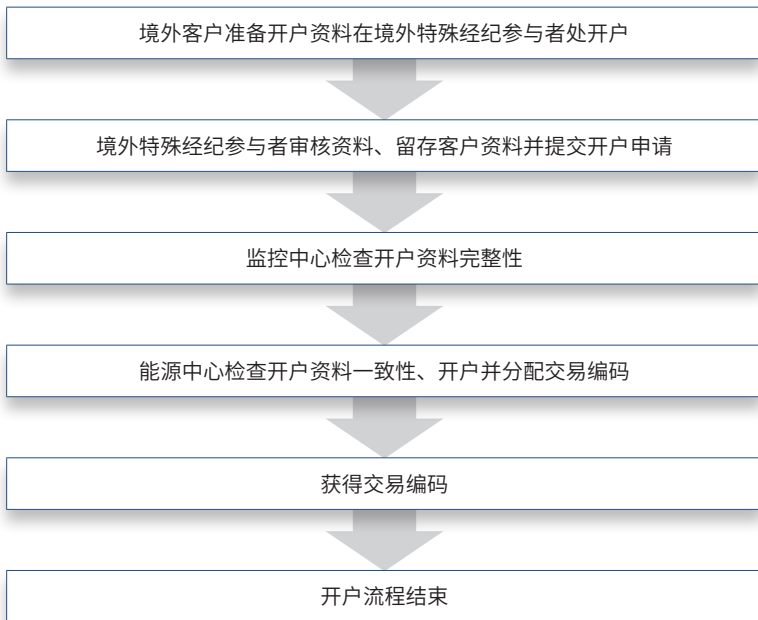 境外客户准备开户资料在境外特殊经纪参与者处开户
境外特殊经纪参与者审核资料、留存客户资料并提交开户申请
监控中心检查开户资料完整性
能源中心检查开户资料一致性、开户并分配交易编码
获得交易编码
开户流程结束